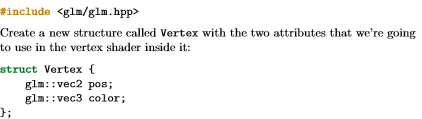 #include <glm/glm.hpp>
Create a new structure called Vertex with the two attributes that we're going
to use in the vertex shader inside it:
struct Vertex {
    glm::vec2 pos;
    glm::vec3 color;
};